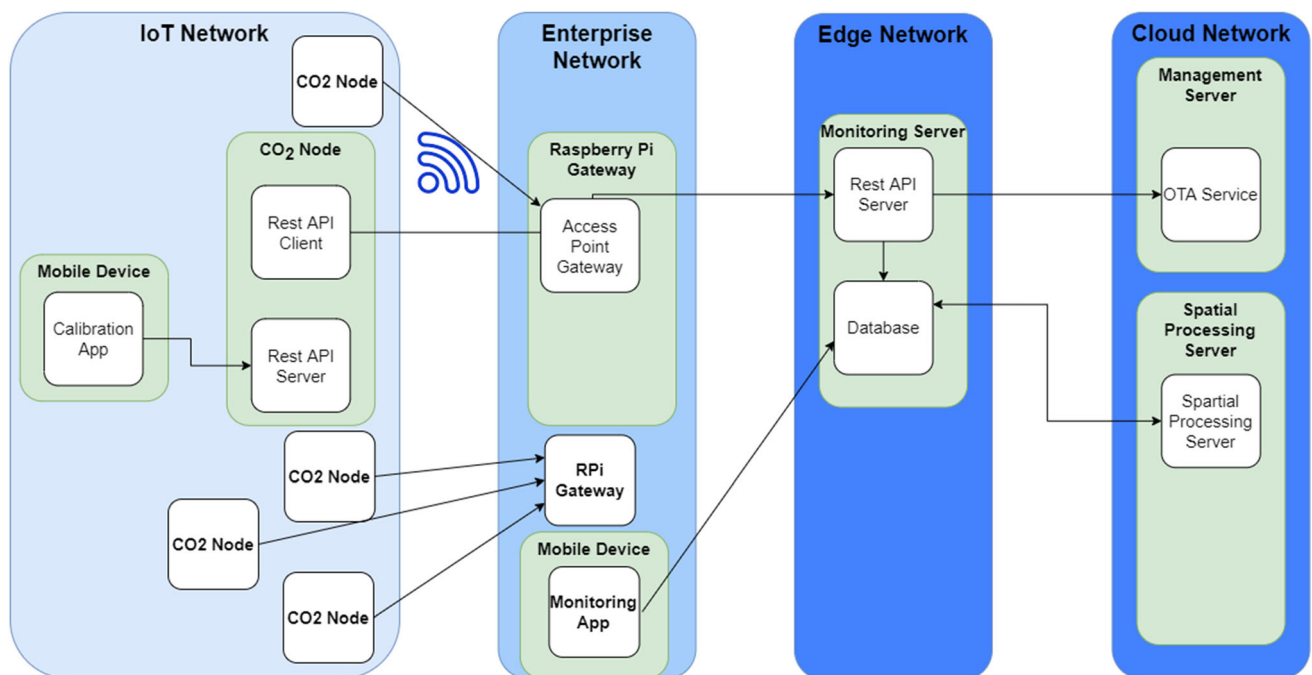 IoT Network
CO2 Node
CO₂ Node
Rest API
Client
Mobile Device
Calibration
App
Rest API
Server
CO2 Node
CO2 Node
CO2 Node
Enterprise
Network
Raspberry Pi
Gateway
Access
Point
Gateway
RPi
Gateway
Mobile Device
Monitoring
App
Edge Network
Monitoring Server
Rest API
Server
Database
Cloud Network
Management
Server
OTA Service
Spatial
Processing
Server
Spartial
Processing
Server